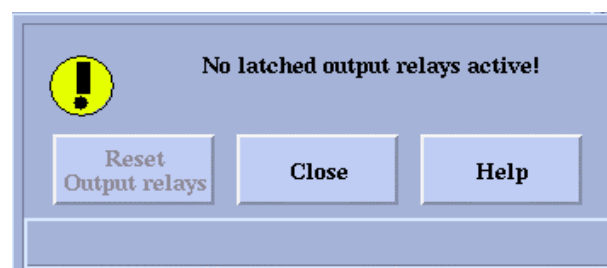 No latched output relays active!
Reset
Output relays
Close
Help